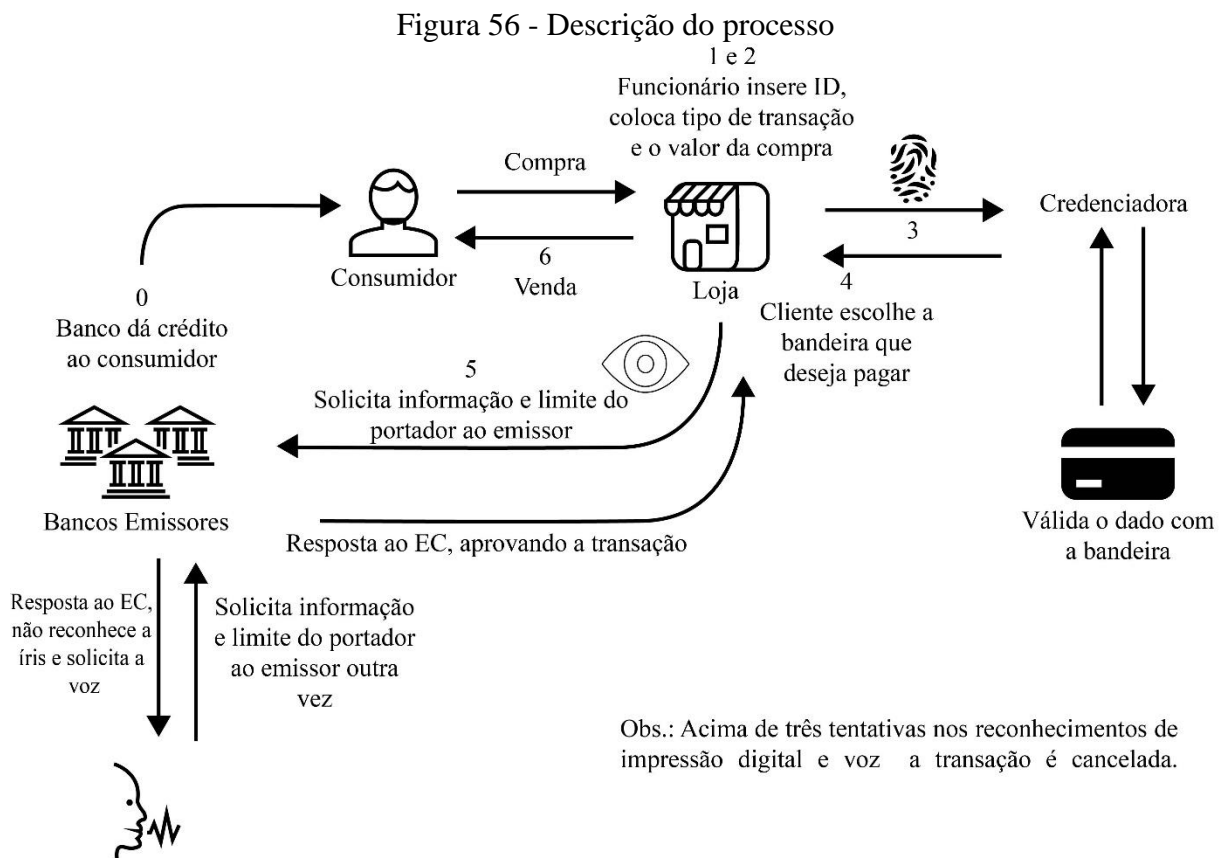 Figura 56 - Descrição do processo
1 e 2
Funcionário insere ID,
coloca tipo de transação
e o valor da compra
Compra
Consumidor
6
Venda
Loja
3
4
Cliente escolhe a
bandeira que
deseja pagar
Credenciadora
Válida o dado com
a bandeira
0
Banco dá crédito
ao consumidor
5
Solicita informação e limite do
portador ao emissor
Bancos Emissores
Resposta ao EC, aprovando a transação
Resposta ao EC,
não reconhece a
íris e solicita a
voz
Solicita informação
e limite do portador
ao emissor outra
vez
Obs.: Acima de três tentativas nos reconhecimentos de
impressão digital e voz a transação é cancelada.